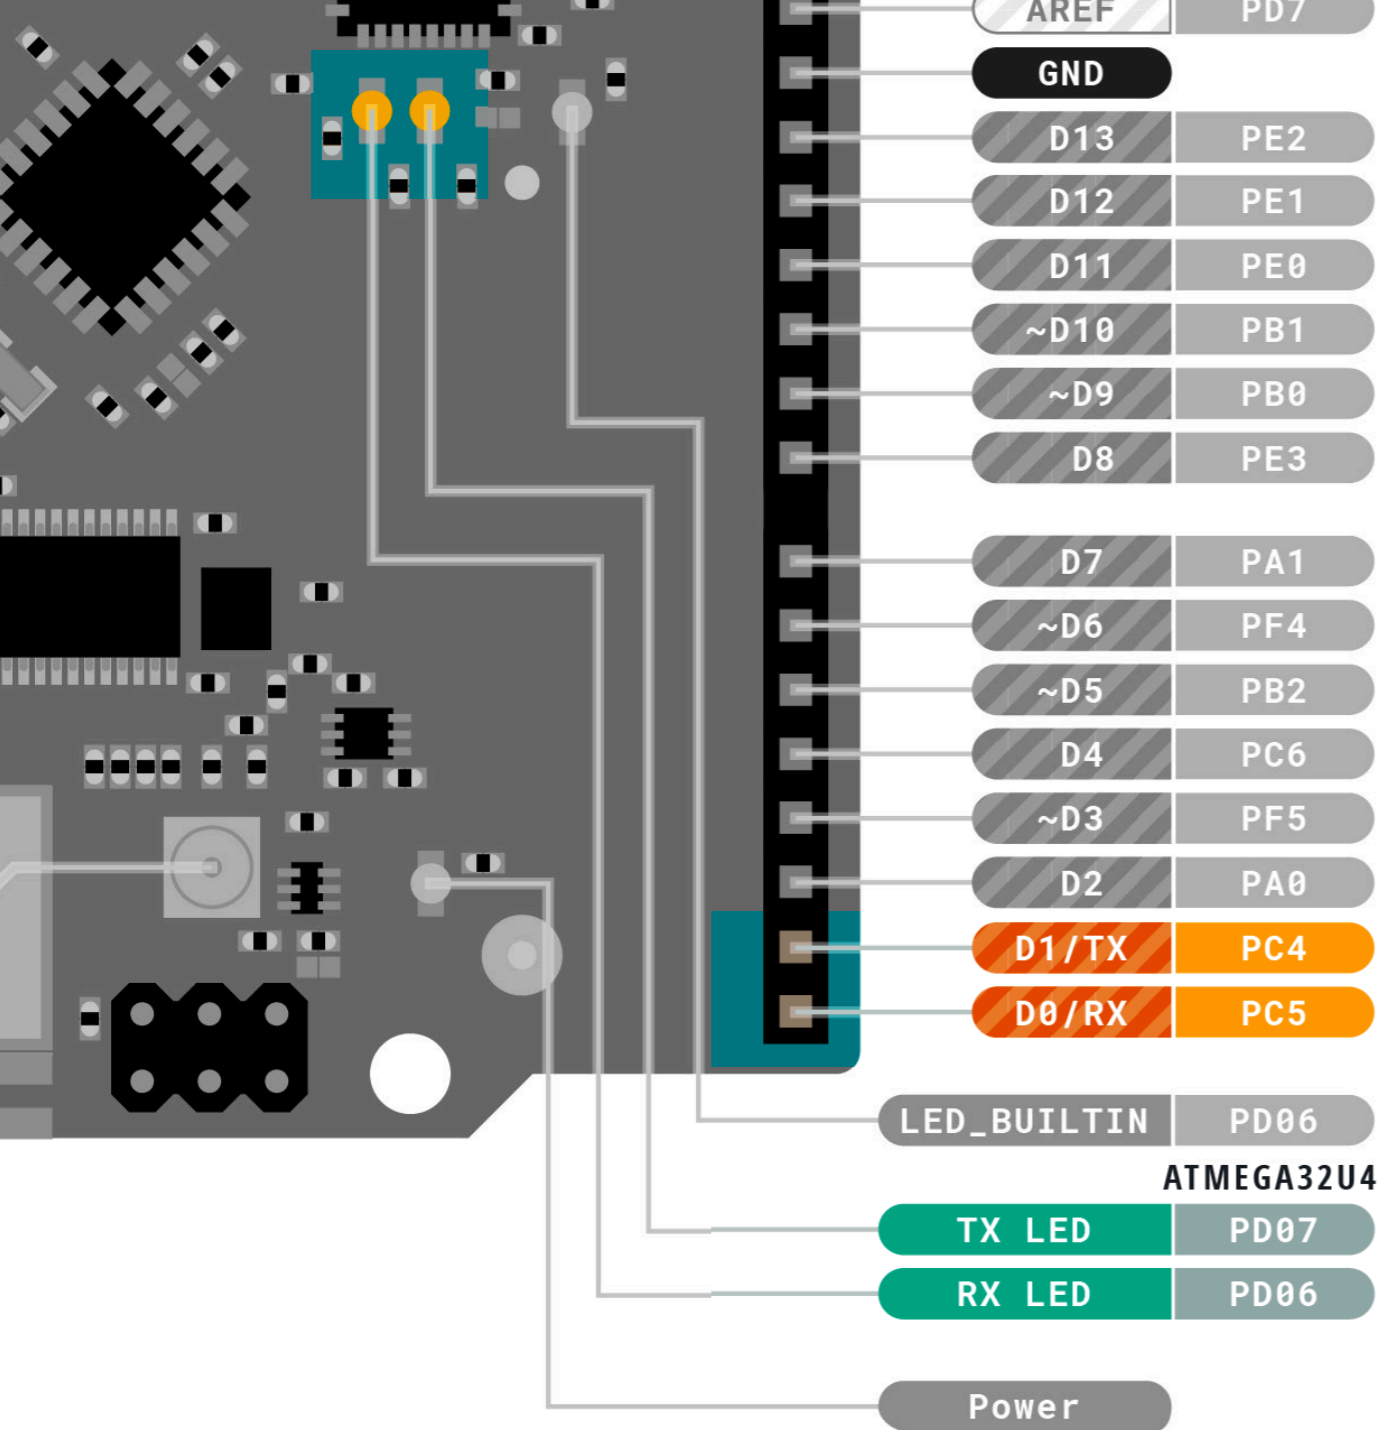 AREF PD7
GND
D13 PE2
D12 PE1
D11 PE0
~D10 PB1
~D9 PB0
D8 PE3
D7 PA1
~D6 PF4
~D5 PB2
D4 PC6
~D3 PF5
D2 PA0
D1/TX PC4
D0/RX PC5
LED_BUILTIN PD06
ATMEGA32U4
TX LED PD07
RX LED PD06
Power